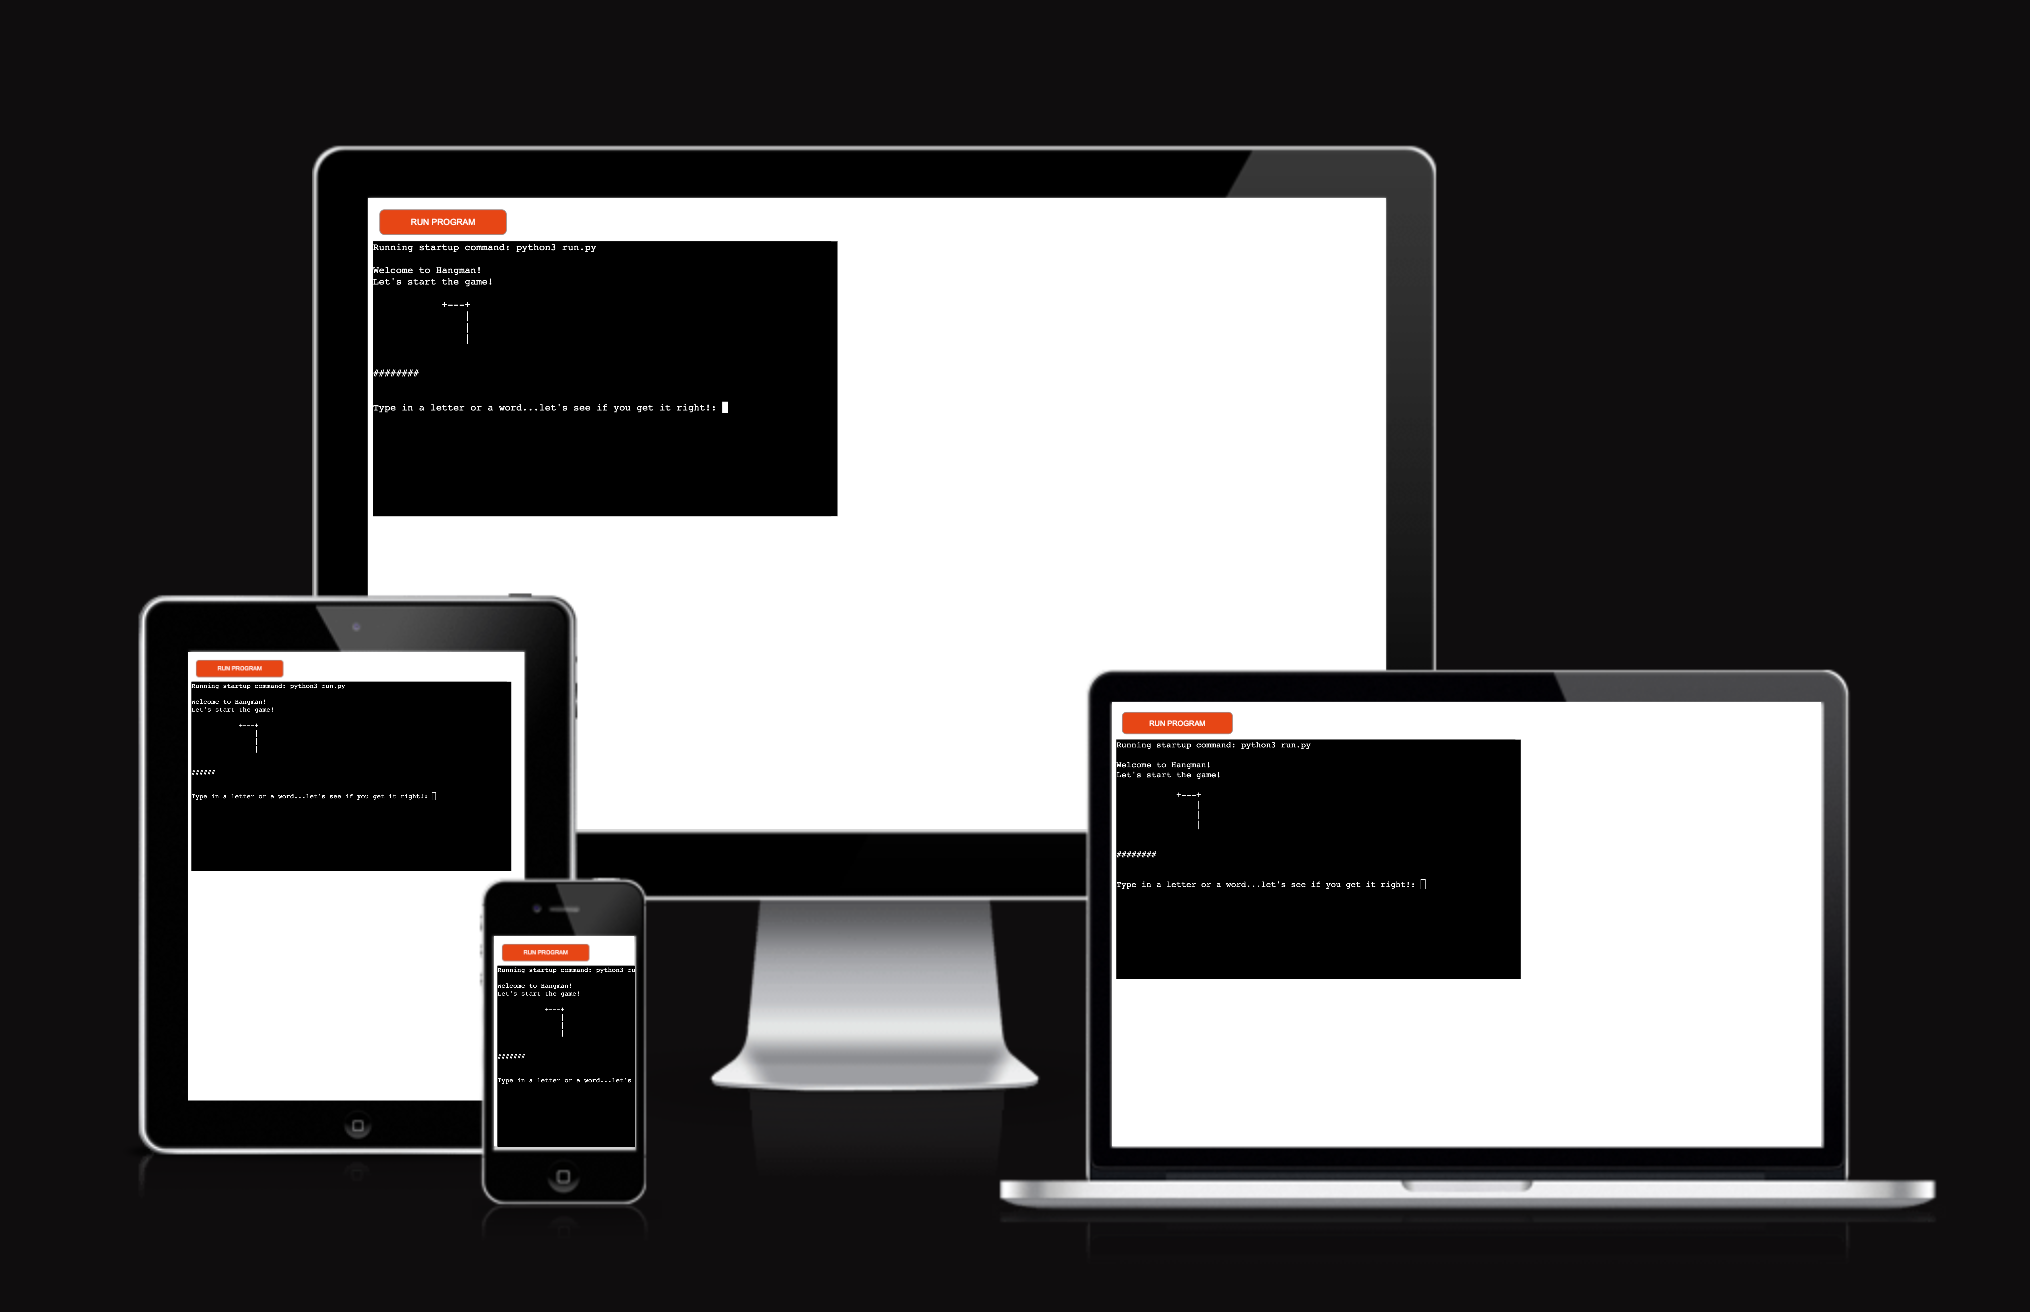 RUN PROGRAM
Running startup command: python3 run.py
Welcome to Hangman!
Let's start the game!
+---+
|
|
|
########
Type in a letter or a word...let's see if you get it right!:
RUN PROGRAM
Running startup command: python3 run.py
Welcome to Hangman!
Let's start the game!
+---+
|
|
|
######
Type in a letter or a word...let's see if you get it right!:
RUN PROGRAM
Running startup command: python3 ru
Welcome to Hangman!
Let's start the game!
+---+
|
|
|
#######
Type in a letter or a word...let's
RUN PROGRAM
Running startup command: python3 run.py
Welcome to Hangman!
Let's start the game!
+---+
|
|
|
########
Type in a letter or a word...let's see if you get it right!: